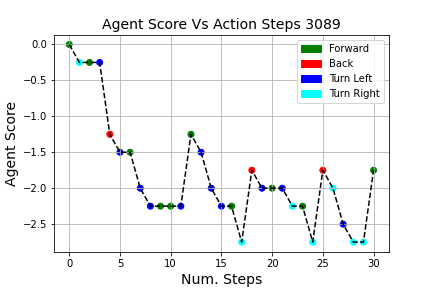 Agent Score Vs Action Steps 3089
Forward
Back
Turn Left
Turn Right
Agent Score
0.0
−0.5
−1.0
−1.5
−2.0
−2.5
0 5 10 15 20 25 30
Num. Steps